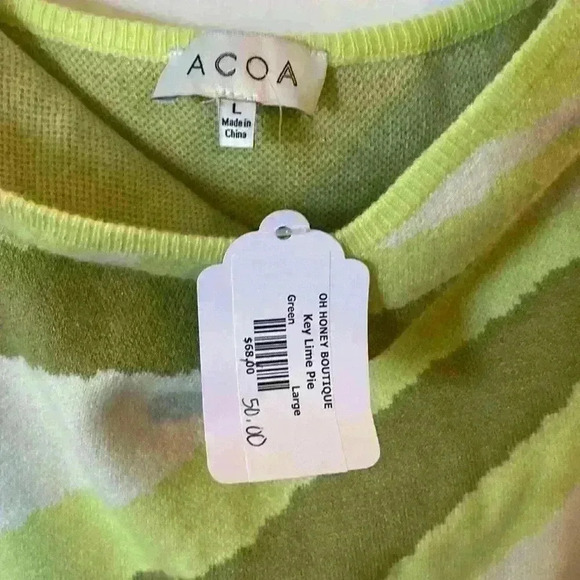 ACOA
L
Made in
China
OH HONEY BOUTIQUE
Key Lime Pie
Green
Large
$68.00
50.00